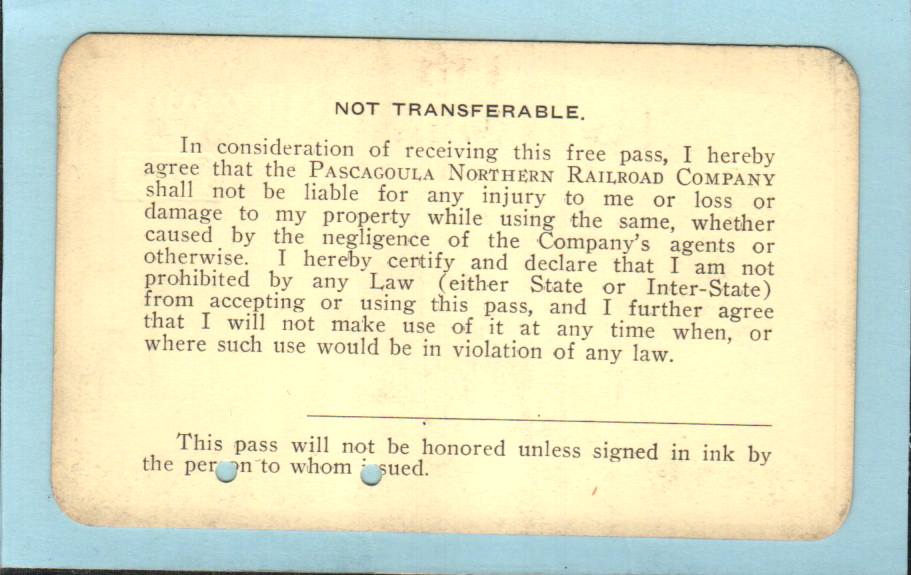 NOT TRANSFERABLE.
In consideration of receiving this free pass, I hereby
agree that the PASCAGOULA NORTHERN RAILROAD COMPANY
shall not be liable for any injury to me or loss or
damage to my property while using the same, whether
caused by the negligence of the Company's agents or
otherwise. I hereby certify and declare that I am not
prohibited by any Law (either State or Inter-State)
from accepting or using this pass, and I further agree
that I will not make use of it at any time when, or
where such use would be in violation of any law.
This pass will not be honored unless signed in ink by
the person to whom issued.